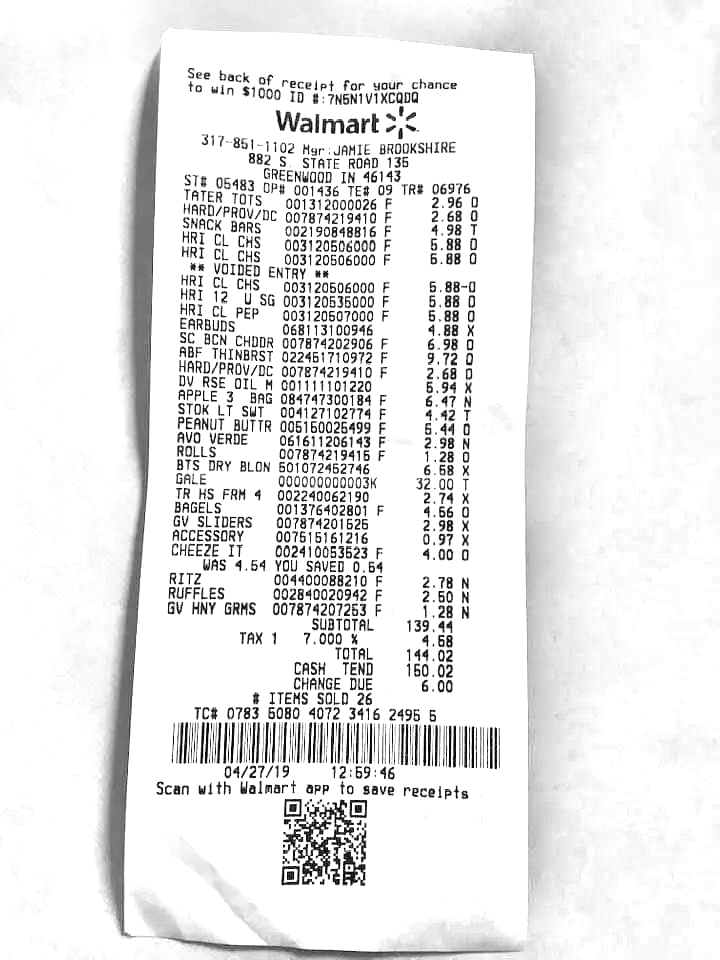 See back of receipt for your chance
to win $1000 ID #:7N5N1V1XCQDQ
Walmart
317-851-1102 Mgr:JAMIE BROOKSHIRE
882 S. STATE ROAD 135
GREENWOOD IN 46143
ST# 05483 OP# 001436 TE# 09 TR# 06976
TATER TOTS 001312000026 F 2.96 O
HARD/PROV/DC 007874219410 F 2.68 O
SNACK BARS 002190848816 F 4.98 T
HRI CL CHS 003120506000 F 5.88 O
HRI CL CHS 003120506000 F 5.88 O
** VOIDED ENTRY **
HRI CL CHS 003120506000 F 5.88-O
HRI 12 U SG 003120535000 F 5.88 O
HRI CL PEP 003120507000 F 5.88 O
EARBUDS 068113100946 4.88 X
SC BCN CHDDR 007874202906 F 6.98 O
ABF THINBRST 022451710972 F 9.72 O
HARD/PROV/DC 007874219410 F 2.68 O
DV RSE OIL M 001111101220 5.94 X
APPLE 3 BAG 084747300184 F 6.47 N
STOK LT SWT 004127102774 F 4.42 T
PEANUT BUTTR 005150025499 F 5.44 O
AVO VERDE 061611206143 F 2.98 N
ROLLS 007874219415 F 1.28 O
BTS DRY BLON 501072452746 6.58 X
GALE 000000000003K 32.00 T
TR HS FRM 4 002240062190 2.74 X
BAGELS 001376402801 F 4.66 O
GV SLIDERS 007874201525 2.98 X
ACCESSORY 007515161216 0.97 X
CHEEZE IT 002410053523 F 4.00 O
WAS 4.54 YOU SAVED 0.54
RITZ 004400088210 F 2.78 N
RUFFLES 002840020942 F 2.50 N
GV HNY GRMS 007874207253 F 1.28 N
SUBTOTAL 139.44
TAX 1 7.000 % 4.58
TOTAL 144.02
CASH TEND 150.02
CHANGE DUE 6.00
# ITEMS SOLD 26
TC# 0783 5080 4072 3416 2495 5
04/27/19 12:59:46
Scan with Walmart app to save receipts